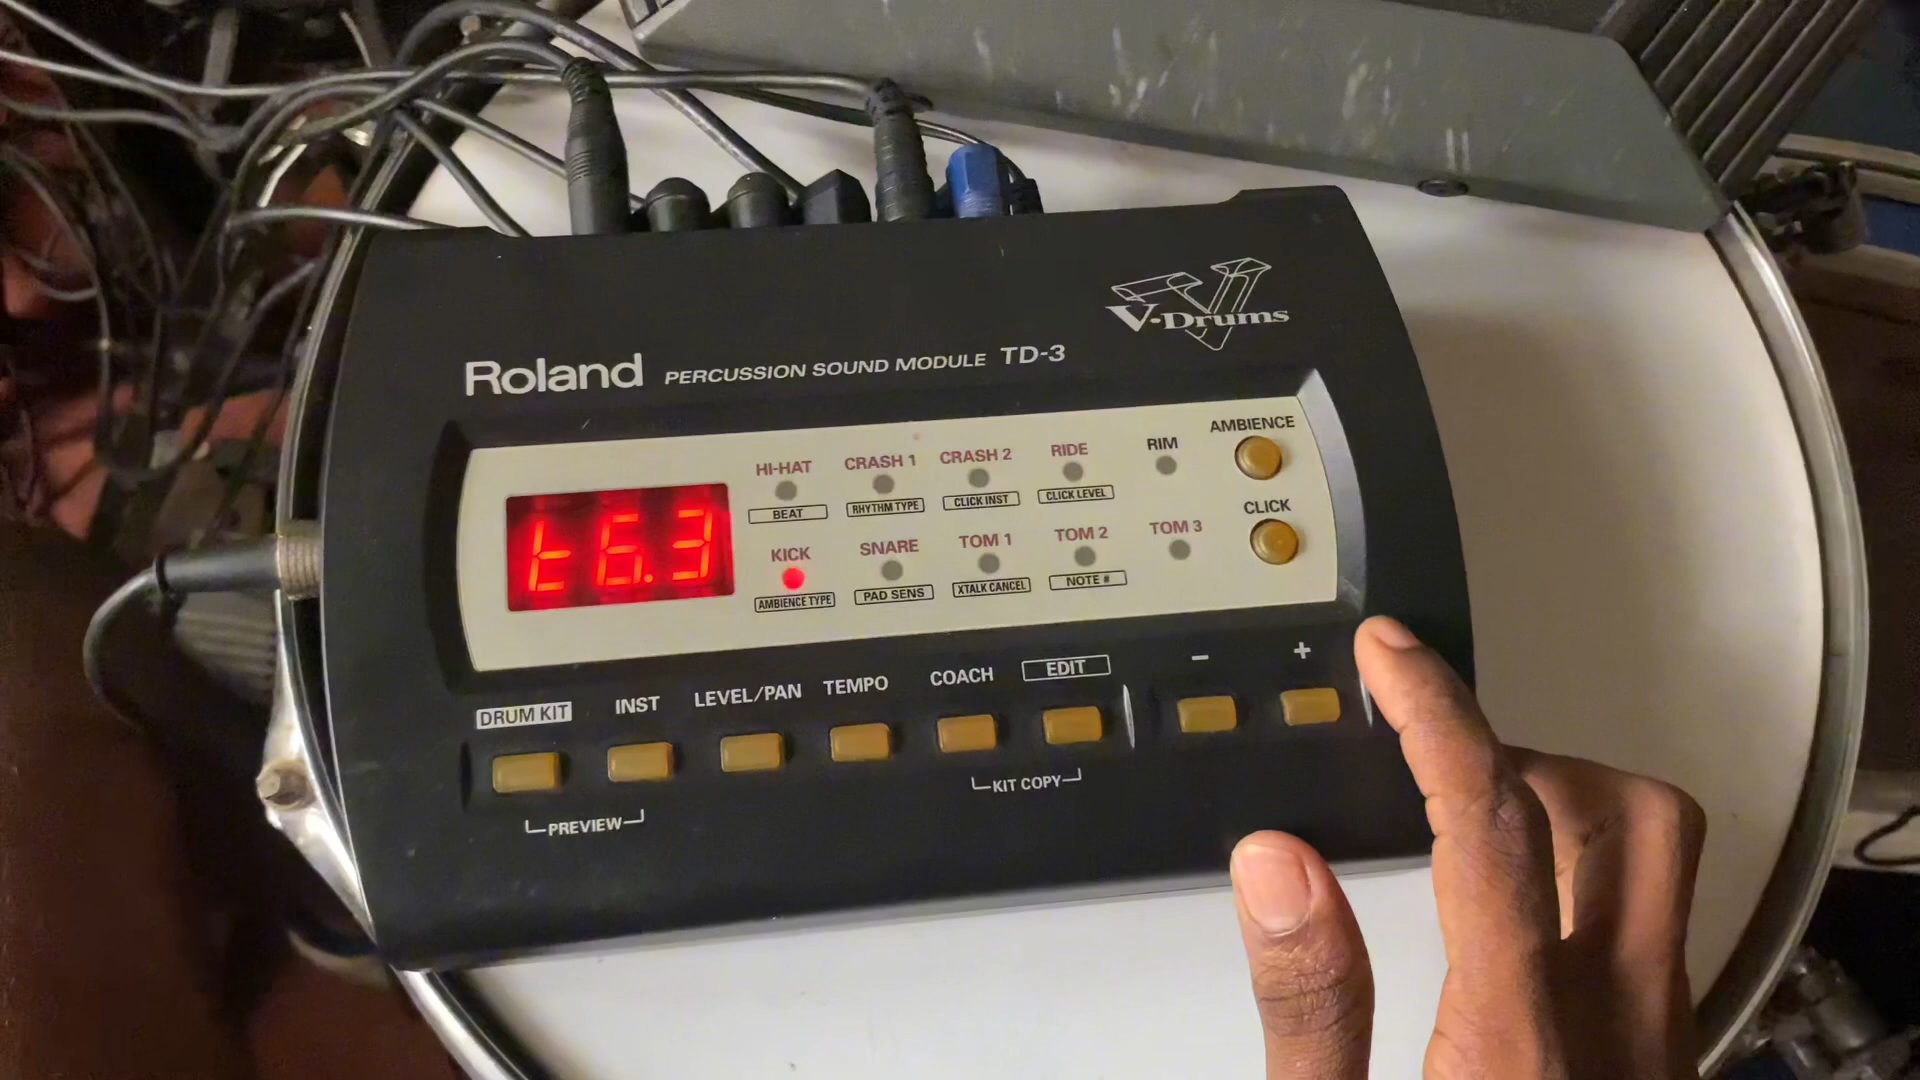 V-Drums
Roland PERCUSSION SOUND MODULE TD-3
HI-HAT CRASH 1 CRASH 2 RIDE RIM AMBIENCE
BEAT RHYTHM TYPE CLICK INST CLICK LEVEL
CLICK
t6.3
KICK SNARE TOM 1 TOM 2 TOM 3
AMBIENCE TYPE PAD SENS XTALK CANCEL NOTE #
DRUM KIT INST LEVEL/PAN TEMPO COACH EDIT - +
PREVIEW KIT COPY